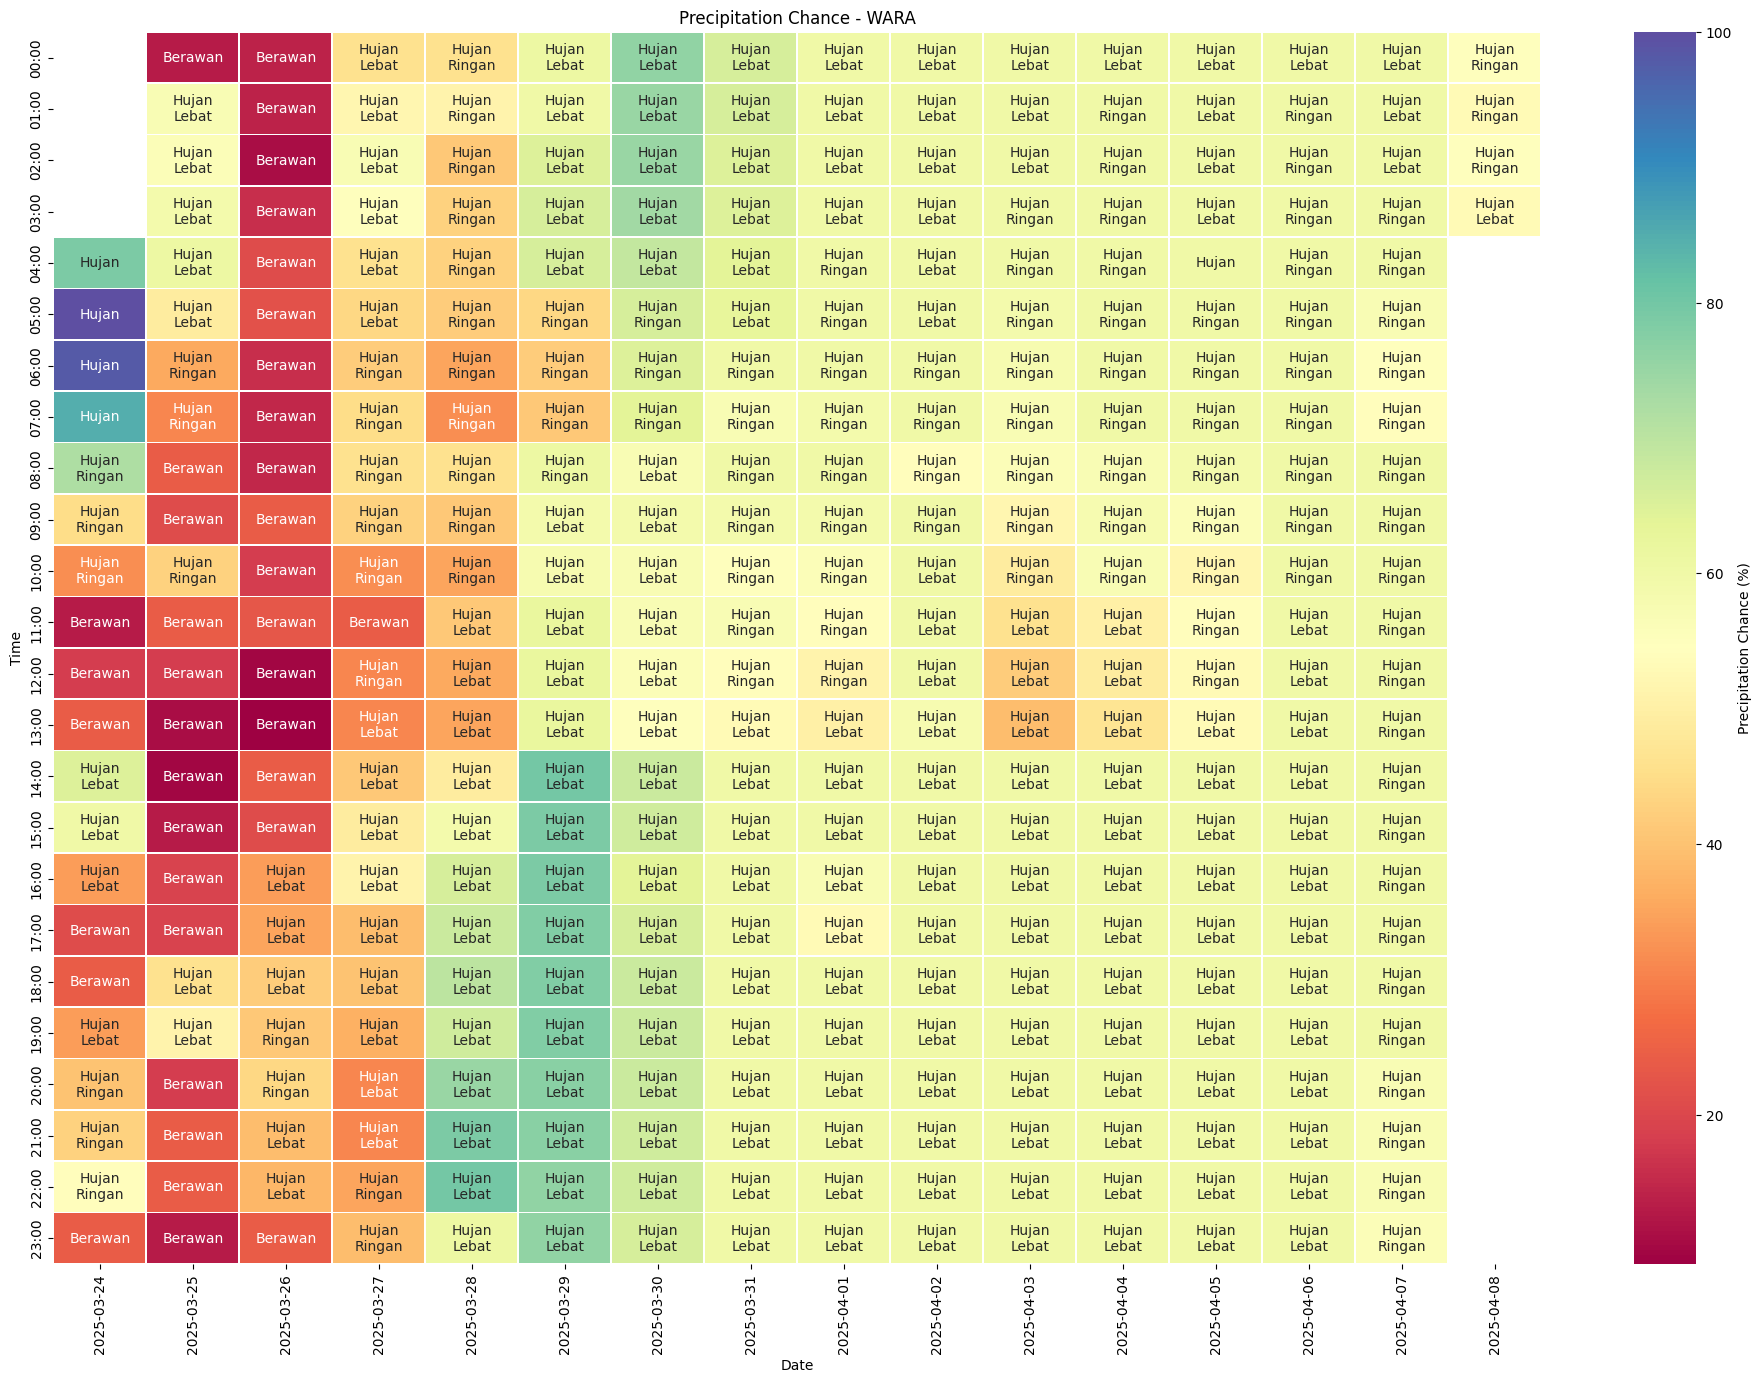 Precipitation Chance - WARA
00:00 Berawan Berawan Hujan Lebat Hujan Ringan Hujan Lebat Hujan Lebat Hujan Lebat Hujan Lebat Hujan Lebat Hujan Lebat Hujan Lebat Hujan Lebat Hujan Lebat Hujan Lebat Hujan Ringan
01:00 Hujan Lebat Berawan Hujan Lebat Hujan Ringan Hujan Lebat Hujan Lebat Hujan Lebat Hujan Lebat Hujan Lebat Hujan Lebat Hujan Ringan Hujan Lebat Hujan Ringan Hujan Lebat Hujan Ringan
02:00 Hujan Lebat Berawan Hujan Lebat Hujan Ringan Hujan Lebat Hujan Lebat Hujan Lebat Hujan Lebat Hujan Lebat Hujan Lebat Hujan Ringan Hujan Lebat Hujan Ringan Hujan Lebat Hujan Ringan
03:00 Hujan Lebat Berawan Hujan Lebat Hujan Ringan Hujan Lebat Hujan Lebat Hujan Lebat Hujan Lebat Hujan Lebat Hujan Ringan Hujan Ringan Hujan Lebat Hujan Ringan Hujan Ringan Hujan Lebat
04:00 Hujan Hujan Lebat Berawan Hujan Lebat Hujan Ringan Hujan Lebat Hujan Lebat Hujan Lebat Hujan Ringan Hujan Lebat Hujan Ringan Hujan Ringan Hujan Hujan Ringan Hujan Ringan
05:00 Hujan Hujan Lebat Berawan Hujan Lebat Hujan Ringan Hujan Ringan Hujan Ringan Hujan Lebat Hujan Ringan Hujan Lebat Hujan Ringan Hujan Ringan Hujan Ringan Hujan Ringan Hujan Ringan
06:00 Hujan Hujan Ringan Berawan Hujan Ringan Hujan Ringan Hujan Ringan Hujan Ringan Hujan Ringan Hujan Ringan Hujan Ringan Hujan Ringan Hujan Ringan Hujan Ringan Hujan Ringan Hujan Ringan
07:00 Hujan Hujan Ringan Berawan Hujan Ringan Hujan Ringan Hujan Ringan Hujan Ringan Hujan Ringan Hujan Ringan Hujan Ringan Hujan Ringan Hujan Ringan Hujan Ringan Hujan Ringan Hujan Ringan
08:00 Hujan Ringan Berawan Berawan Hujan Ringan Hujan Ringan Hujan Ringan Hujan Lebat Hujan Ringan Hujan Ringan Hujan Ringan Hujan Ringan Hujan Ringan Hujan Ringan Hujan Ringan Hujan Ringan
09:00 Hujan Ringan Berawan Berawan Hujan Ringan Hujan Ringan Hujan Lebat Hujan Lebat Hujan Ringan Hujan Ringan Hujan Ringan Hujan Ringan Hujan Ringan Hujan Ringan Hujan Ringan Hujan Ringan
10:00 Hujan Ringan Hujan Ringan Berawan Hujan Ringan Hujan Ringan Hujan Lebat Hujan Lebat Hujan Ringan Hujan Ringan Hujan Lebat Hujan Ringan Hujan Ringan Hujan Ringan Hujan Ringan Hujan Ringan
11:00 Berawan Berawan Berawan Berawan Hujan Lebat Hujan Lebat Hujan Lebat Hujan Ringan Hujan Ringan Hujan Lebat Hujan Lebat Hujan Lebat Hujan Ringan Hujan Lebat Hujan Ringan
12:00 Berawan Berawan Berawan Hujan Ringan Hujan Lebat Hujan Lebat Hujan Lebat Hujan Ringan Hujan Ringan Hujan Lebat Hujan Lebat Hujan Lebat Hujan Ringan Hujan Lebat Hujan Ringan
13:00 Berawan Berawan Berawan Hujan Lebat Hujan Lebat Hujan Lebat Hujan Lebat Hujan Lebat Hujan Lebat Hujan Lebat Hujan Lebat Hujan Lebat Hujan Lebat Hujan Lebat Hujan Ringan
14:00 Hujan Lebat Berawan Berawan Hujan Lebat Hujan Lebat Hujan Lebat Hujan Lebat Hujan Lebat Hujan Lebat Hujan Lebat Hujan Lebat Hujan Lebat Hujan Lebat Hujan Lebat Hujan Ringan
15:00 Hujan Lebat Berawan Berawan Hujan Lebat Hujan Lebat Hujan Lebat Hujan Lebat Hujan Lebat Hujan Lebat Hujan Lebat Hujan Lebat Hujan Lebat Hujan Lebat Hujan Lebat Hujan Ringan
16:00 Hujan Lebat Berawan Hujan Lebat Hujan Lebat Hujan Lebat Hujan Lebat Hujan Lebat Hujan Lebat Hujan Lebat Hujan Lebat Hujan Lebat Hujan Lebat Hujan Lebat Hujan Lebat Hujan Ringan
17:00 Berawan Berawan Hujan Lebat Hujan Lebat Hujan Lebat Hujan Lebat Hujan Lebat Hujan Lebat Hujan Lebat Hujan Lebat Hujan Lebat Hujan Lebat Hujan Lebat Hujan Lebat Hujan Ringan
18:00 Berawan Hujan Lebat Hujan Lebat Hujan Lebat Hujan Lebat Hujan Lebat Hujan Lebat Hujan Lebat Hujan Lebat Hujan Lebat Hujan Lebat Hujan Lebat Hujan Lebat Hujan Lebat Hujan Ringan
19:00 Hujan Lebat Hujan Lebat Hujan Ringan Hujan Lebat Hujan Lebat Hujan Lebat Hujan Lebat Hujan Lebat Hujan Lebat Hujan Lebat Hujan Lebat Hujan Lebat Hujan Lebat Hujan Lebat Hujan Ringan
20:00 Hujan Ringan Berawan Hujan Ringan Hujan Lebat Hujan Lebat Hujan Lebat Hujan Lebat Hujan Lebat Hujan Lebat Hujan Lebat Hujan Lebat Hujan Lebat Hujan Lebat Hujan Lebat Hujan Ringan
21:00 Hujan Ringan Berawan Hujan Lebat Hujan Lebat Hujan Lebat Hujan Lebat Hujan Lebat Hujan Lebat Hujan Lebat Hujan Lebat Hujan Lebat Hujan Lebat Hujan Lebat Hujan Lebat Hujan Ringan
22:00 Hujan Ringan Berawan Hujan Lebat Hujan Ringan Hujan Lebat Hujan Lebat Hujan Lebat Hujan Lebat Hujan Lebat Hujan Lebat Hujan Lebat Hujan Lebat Hujan Lebat Hujan Lebat Hujan Ringan
23:00 Berawan Berawan Berawan Hujan Ringan Hujan Lebat Hujan Lebat Hujan Lebat Hujan Lebat Hujan Lebat Hujan Lebat Hujan Lebat Hujan Lebat Hujan Lebat Hujan Lebat Hujan Ringan
Time
2025-03-24 2025-03-25 2025-03-26 2025-03-27 2025-03-28 2025-03-29 2025-03-30 2025-03-31 2025-04-01 2025-04-02 2025-04-03 2025-04-04 2025-04-05 2025-04-06 2025-04-07 2025-04-08
Date
100
80
60
40
20
Precipitation Chance (%)